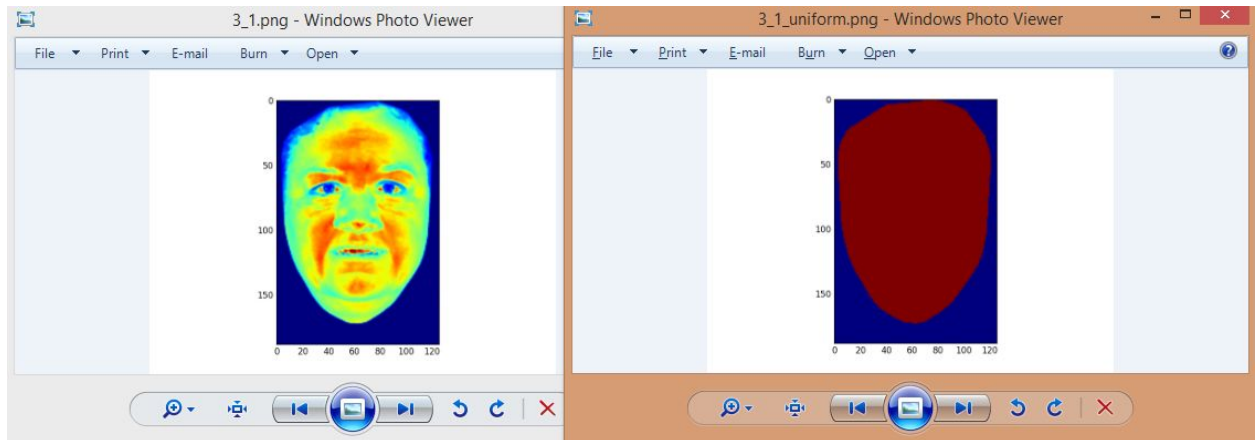 3_1.png - Windows Photo Viewer
File Print E-mail Burn Open
0
50
100
150
0 20 40 60 80 100 120
3_1_uniform.png - Windows Photo Viewer
File Print E-mail Burn Open
0
50
100
150
0 20 40 60 80 100 120